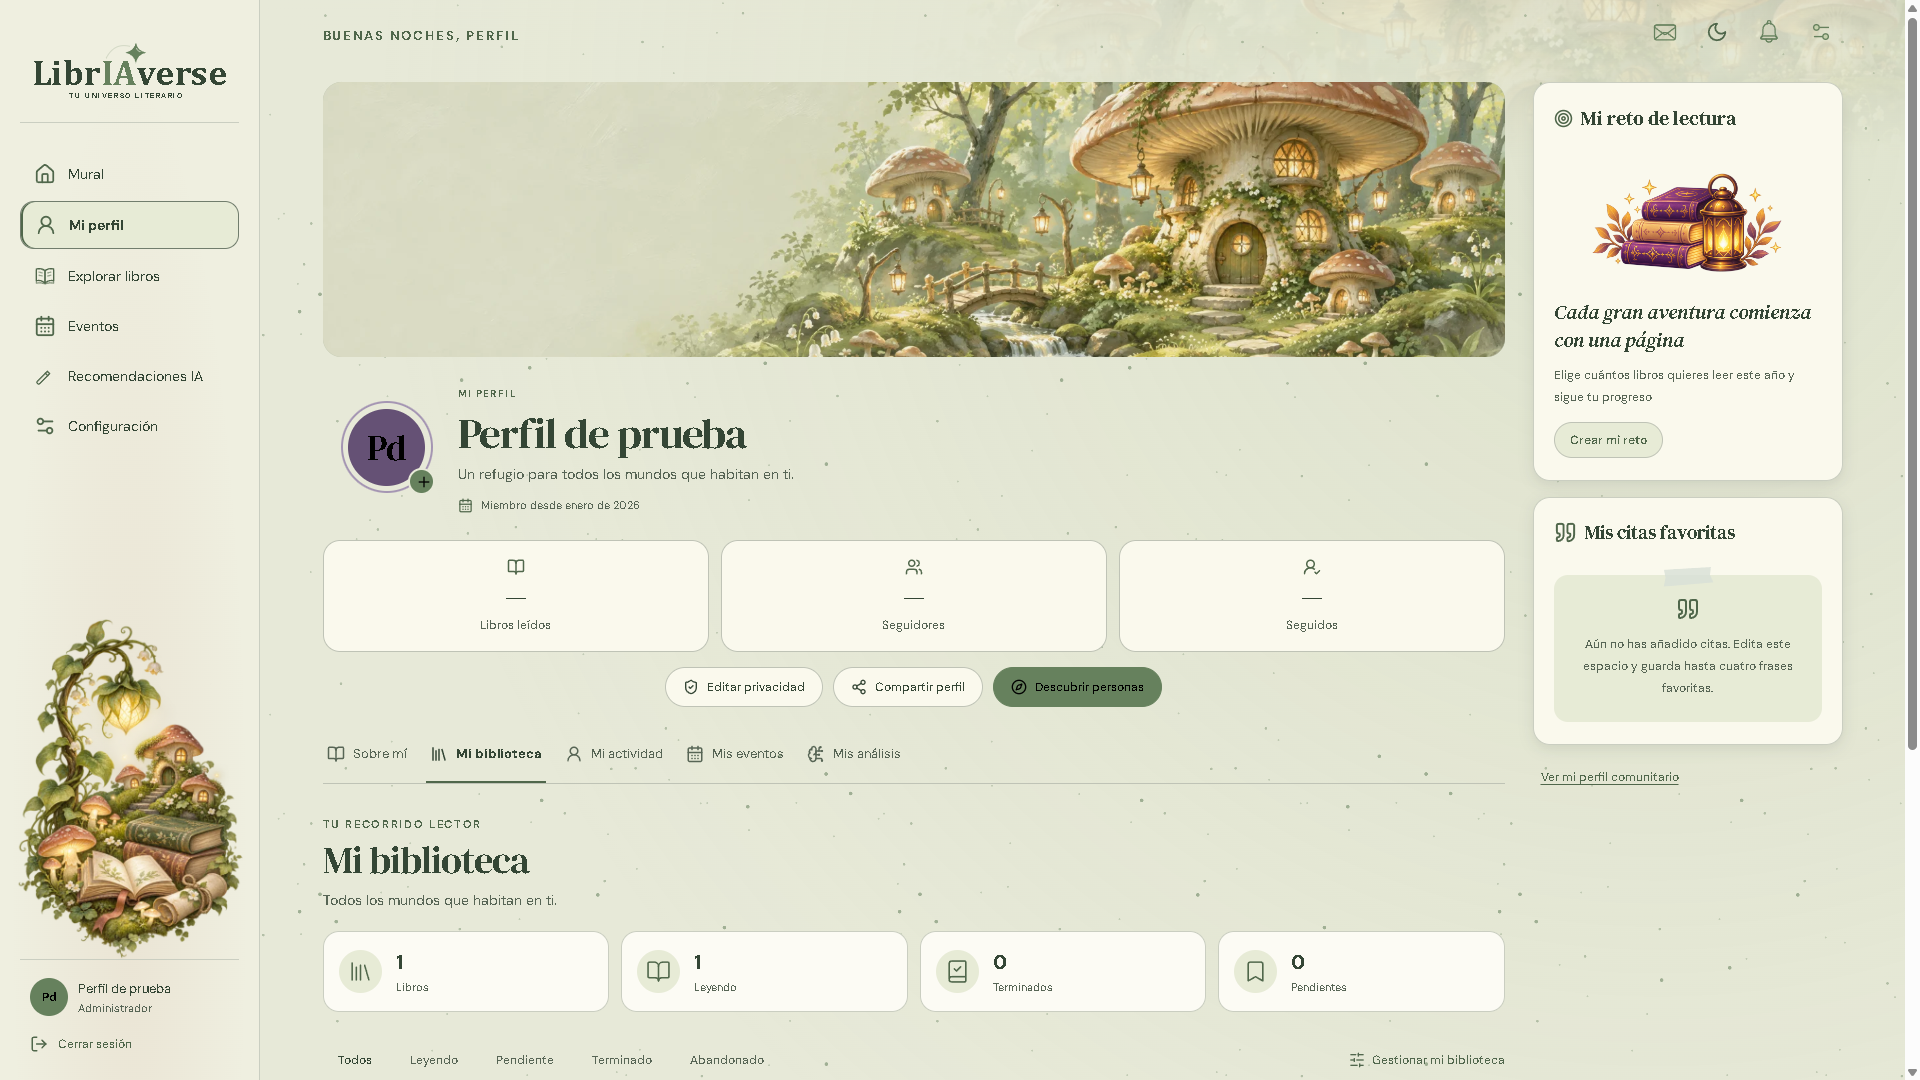 LibrIAverse
TU UNIVERSO LITERARIO
Mural
Mi perfil
Explorar libros
Eventos
Recomendaciones IA
Configuración
Pd
Perfil de prueba
Administrador
Cerrar sesión
BUENAS NOCHES, PERFIL
Pd
MI PERFIL
Perfil de prueba
Un refugio para todos los mundos que habitan en ti.
Miembro desde enero de 2026
—
Libros leídos
—
Seguidores
—
Seguidos
Editar privacidad
Compartir perfil
Descubrir personas
Sobre mí
Mi biblioteca
Mi actividad
Mis eventos
Mis análisis
TU RECORRIDO LECTOR
Mi biblioteca
Todos los mundos que habitan en ti.
1
Libros
1
Leyendo
0
Terminados
0
Pendientes
Todos
Leyendo
Pendiente
Terminado
Abandonado
Gestionar mi biblioteca
Mi reto de lectura
Cada gran aventura comienza
con una página
Elige cuántos libros quieres leer este año y
sigue tu progreso
Crear mi reto
Mis citas favoritas
Aún no has añadido citas. Edita este
espacio y guarda hasta cuatro frases
favoritas.
Ver mi perfil comunitario